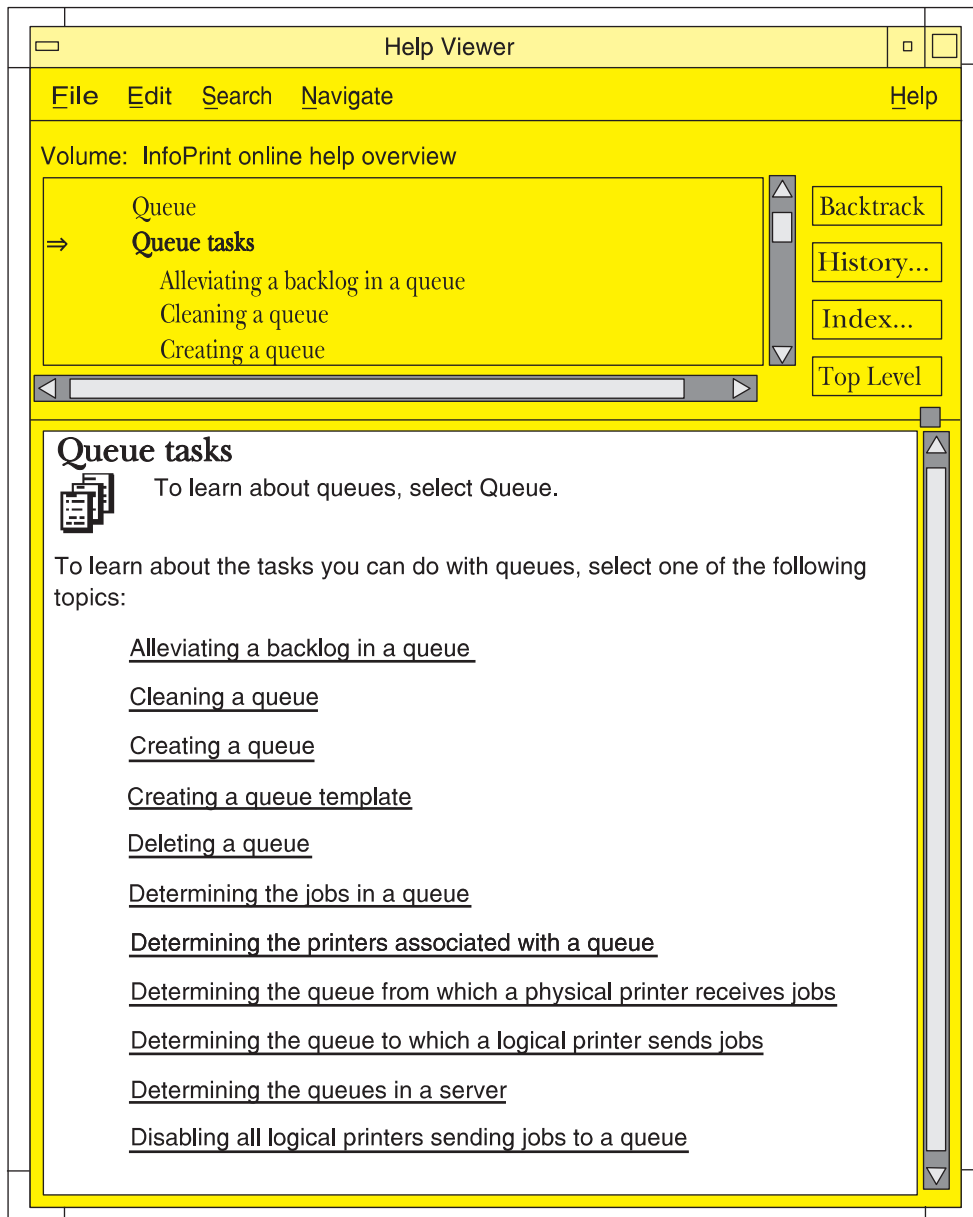 Help Viewer
File Edit Search Navigate Help
Volume: InfoPrint online help overview
Queue
⇒ Queue tasks
Alleviating a backlog in a queue
Cleaning a queue
Creating a queue
Backtrack
History...
Index...
Top Level
Queue tasks
To learn about queues, select Queue.
To learn about the tasks you can do with queues, select one of the following
topics:
Alleviating a backlog in a queue
Cleaning a queue
Creating a queue
Creating a queue template
Deleting a queue
Determining the jobs in a queue
Determining the printers associated with a queue
Determining the queue from which a physical printer receives jobs
Determining the queue to which a logical printer sends jobs
Determining the queues in a server
Disabling all logical printers sending jobs to a queue